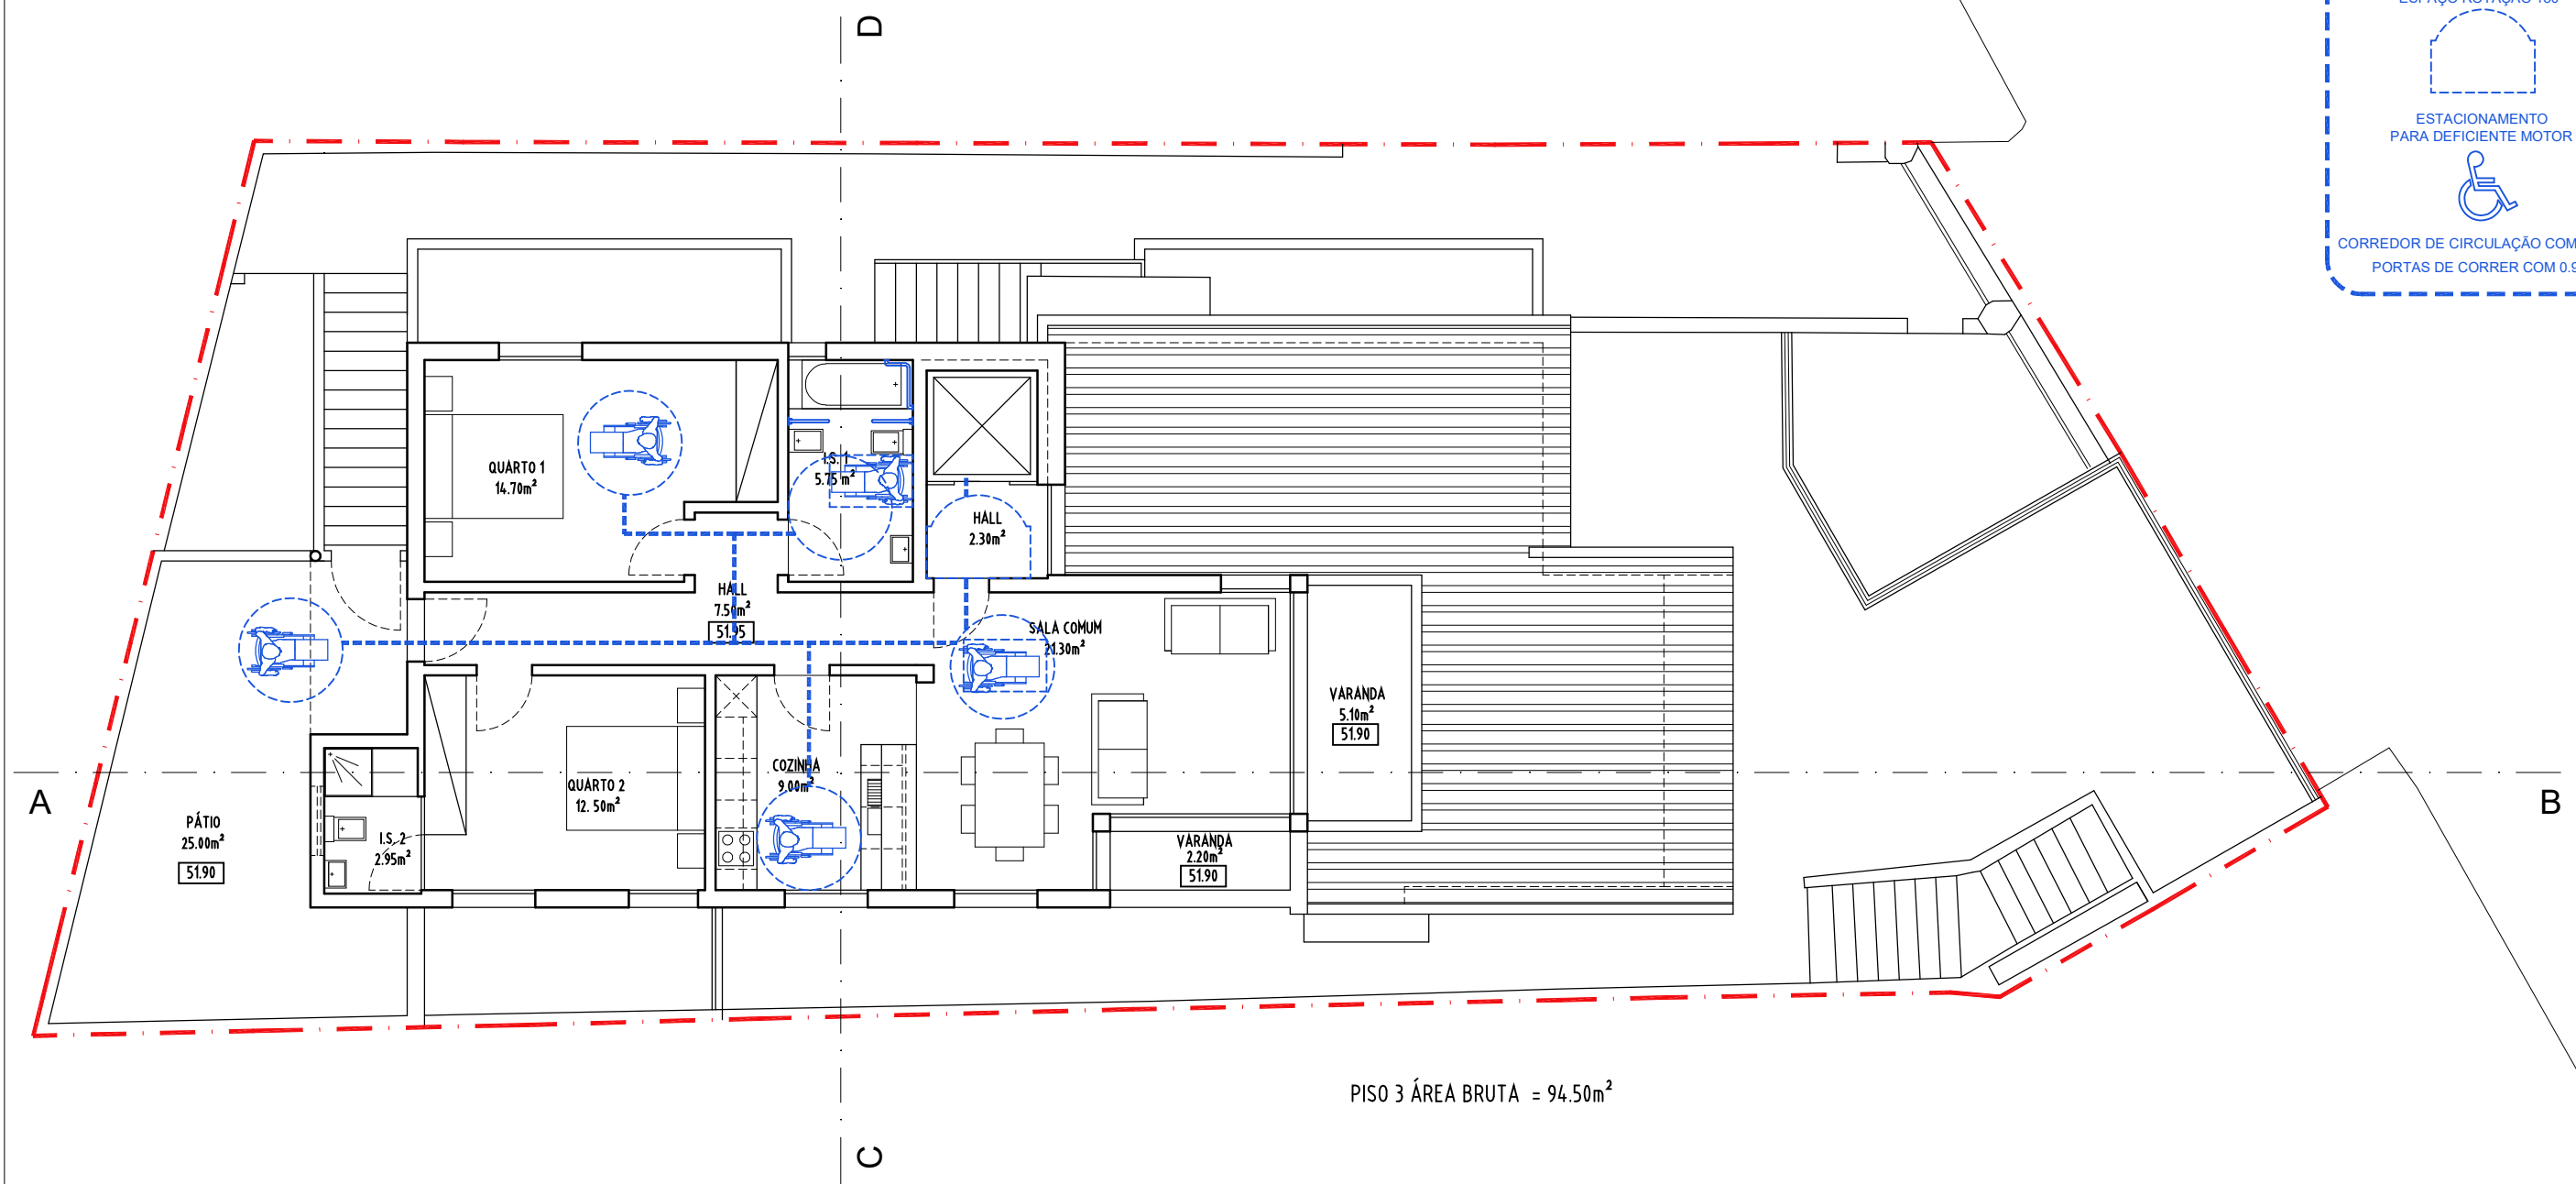 D
ESTACIONAMENTO
PARA DEFICIENTE MOTOR
CORREDOR DE CIRCULAÇÃO COM
PORTAS DE CORRER COM 0.9
QUARTO 1
14.70m²
I.S. 1
5.75 m²
HALL
2.30m²
HALL
7.50m²
51.95
SALA COMUM
21.30m²
VARANDA
5.10m²
51.90
A
PÁTIO
25.00m²
51.90
I.S. 2
2.95m²
QUARTO 2
12.50m²
COZINHA
9.00m²
VARANDA
2.20m²
51.90
B
PISO 3 ÁREA BRUTA = 94.50m²
C